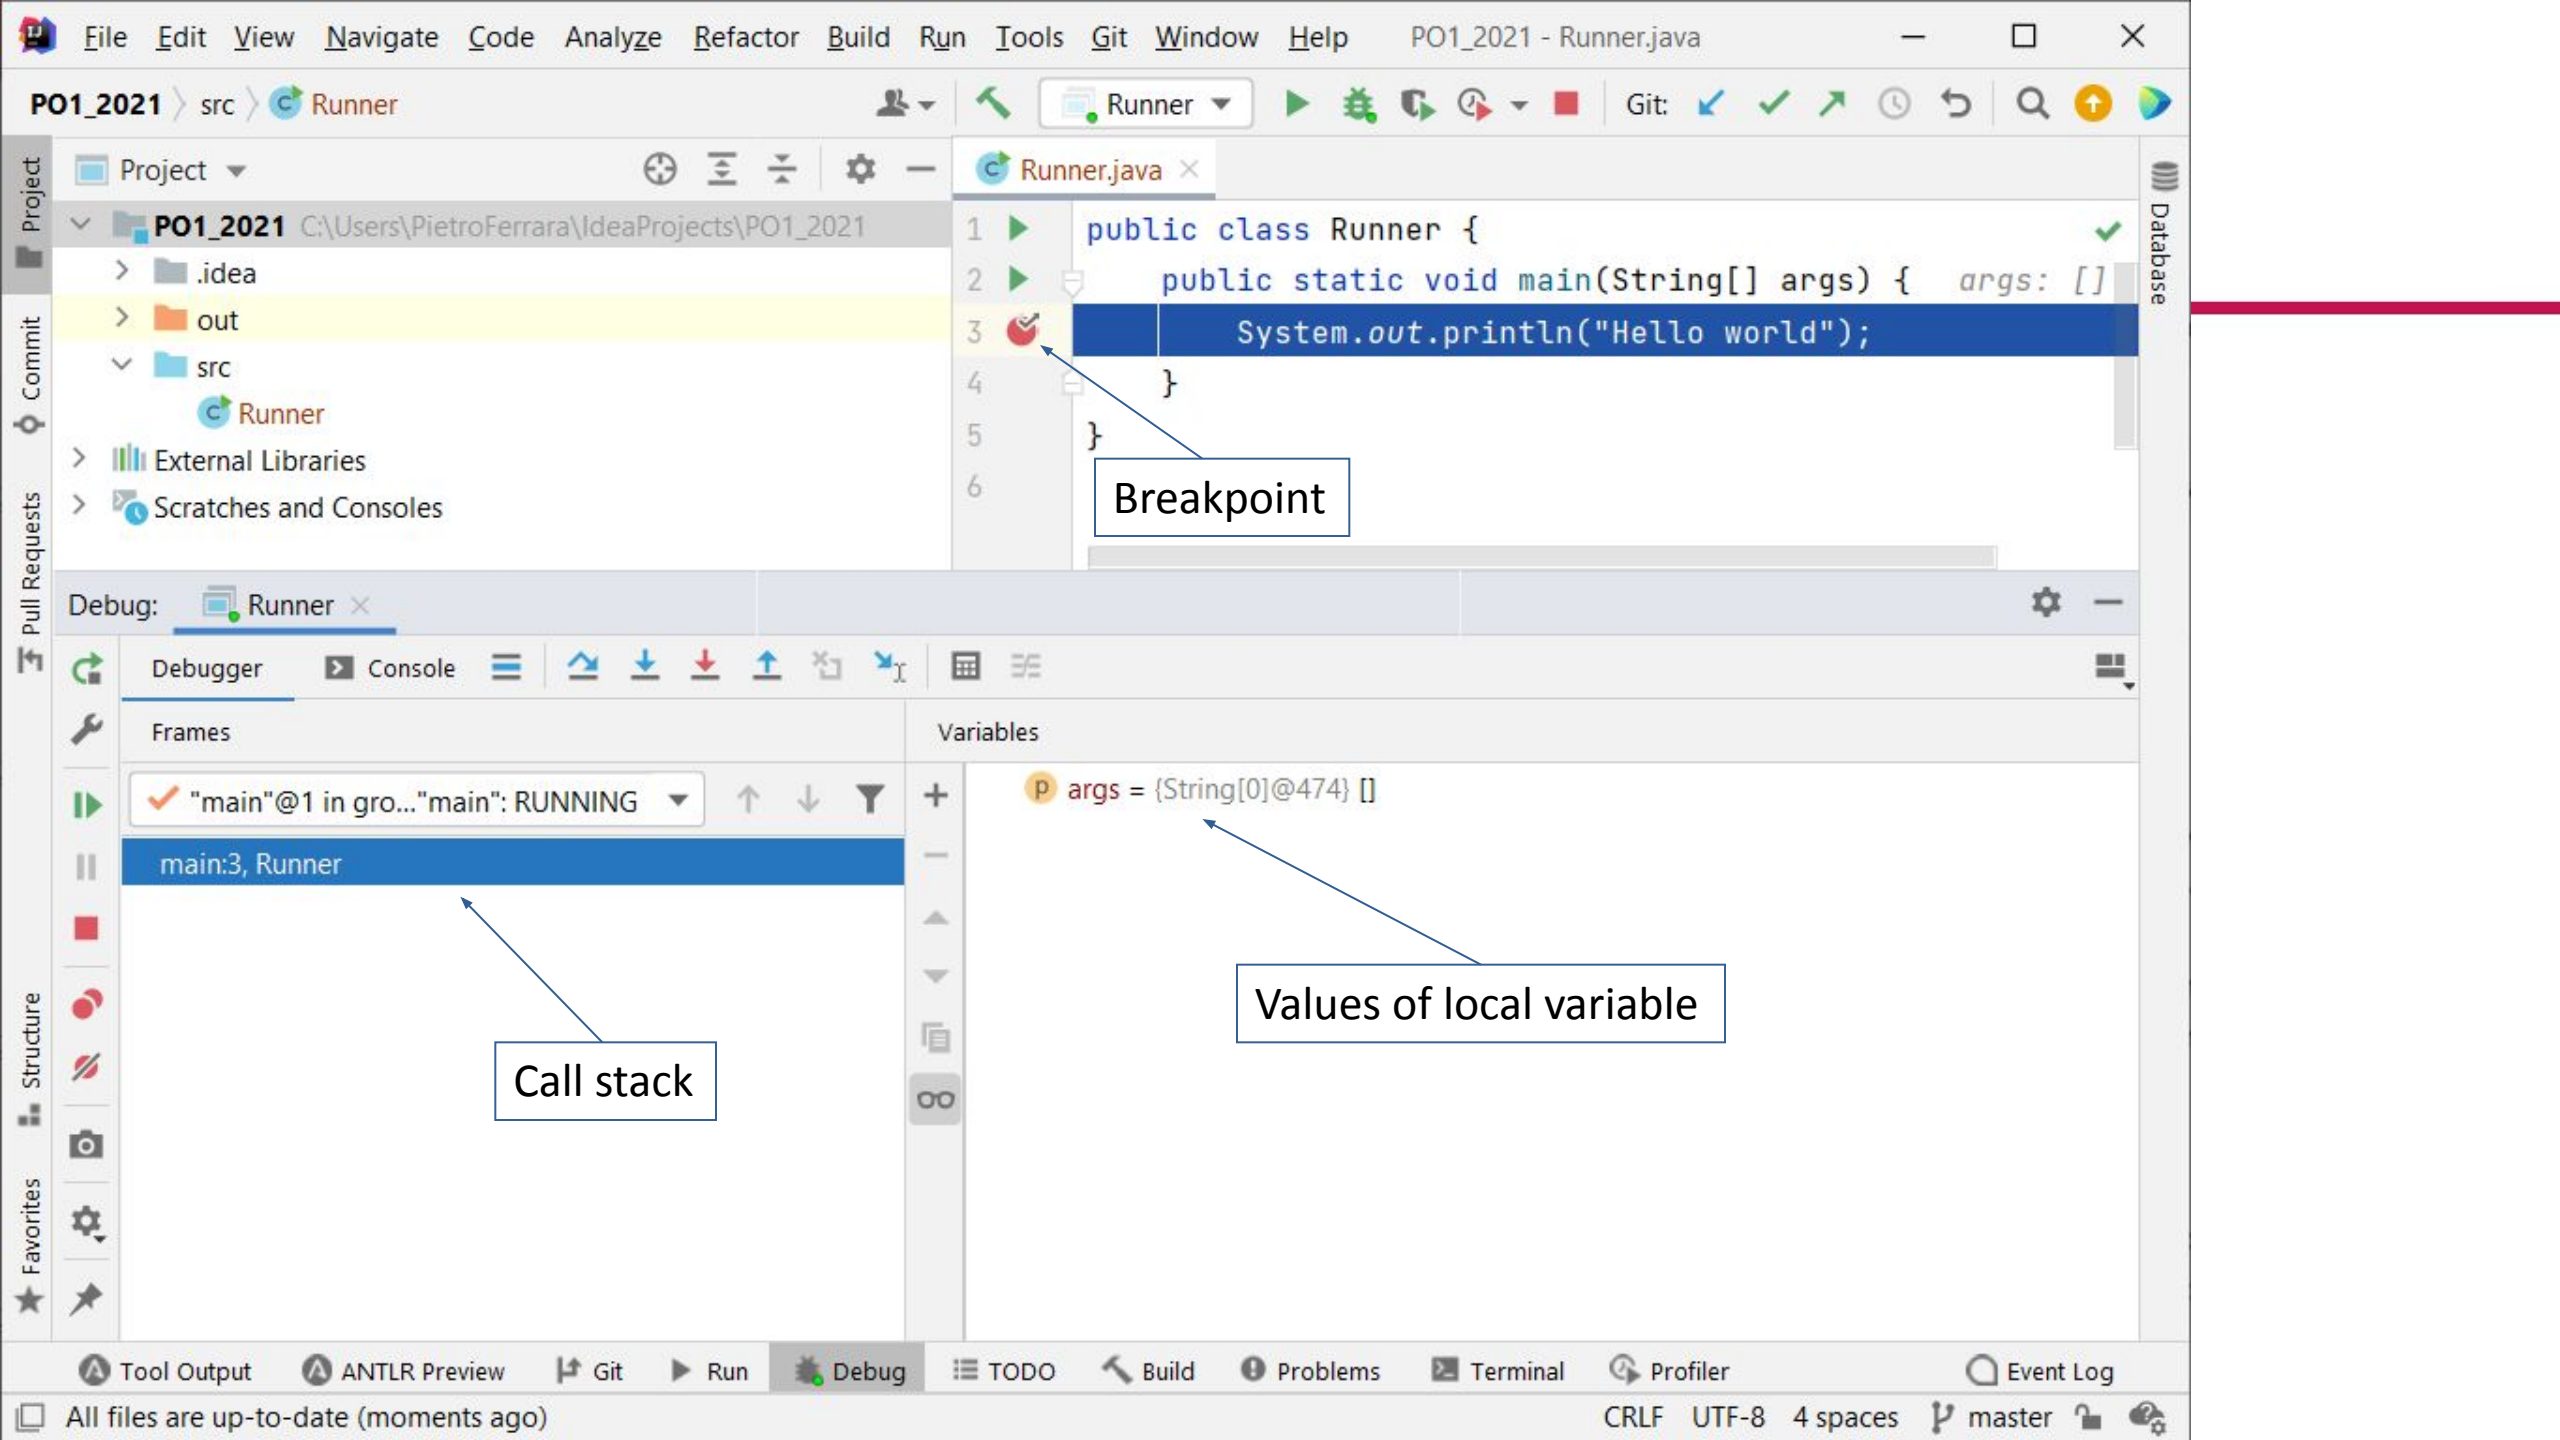 File Edit View Navigate Code Analyze Refactor Build Run Tools Git Window Help PO1_2021 - Runner.java
PO1_2021 src Runner
Runner Git:
Project
Runner.java
PO1_2021 C:\Users\PietroFerrara\IdeaProjects\PO1_2021
.idea
out
src
Runner
External Libraries
Scratches and Consoles
1 public class Runner {
2 public static void main(String[] args) { args: []
3 System.out.println("Hello world");
4 }
5 }
6
Breakpoint
Project
Commit
Pull Requests
Structure
Favorites
Database
Debug: Runner
Debugger Console
Frames
Variables
"main"@1 in gro..."main": RUNNING
args = {String[0]@474} []
main:3, Runner
Values of local variable
Call stack
Tool Output ANTLR Preview Git Run Debug TODO Build Problems Terminal Profiler Event Log
All files are up-to-date (moments ago) CRLF UTF-8 4 spaces master